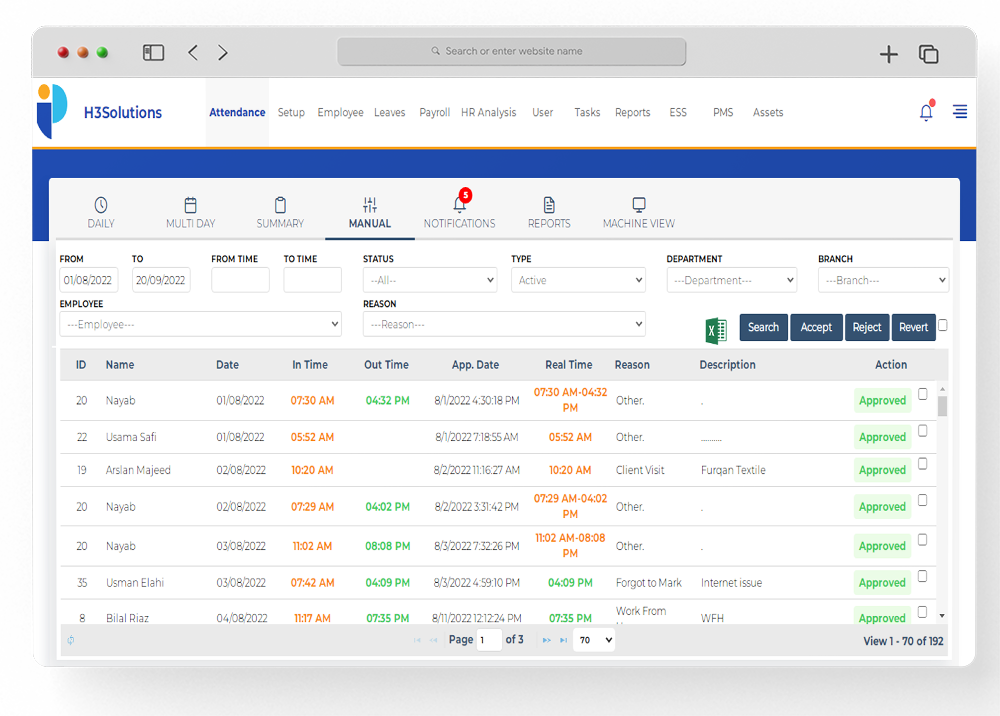 Search or enter website name
H3Solutions Attendance Setup Employee Leaves Payroll HR Analysis User Tasks Reports ESS PMS Assets
5
DAILY MULTI DAY SUMMARY MANUAL NOTIFICATIONS REPORTS MACHINE VIEW
FROM TO FROM TIME TO TIME STATUS TYPE DEPARTMENT BRANCH
01/08/2022 20/09/2022 --All-- Active ---Department--- ---Branch---
EMPLOYEE REASON
---Employee--- ---Reason--- X Search Accept Reject Revert
ID Name Date In Time Out Time App. Date Real Time Reason Description Action
20 Nayab 01/08/2022 07:30 AM 04:32 PM 8/1/2022 4:30:18 PM 07:30 AM-04:32 PM Other. . Approved
22 Usama Safi 01/08/2022 05:52 AM 8/1/2022 7:18:55 AM 05:52 AM Other. .......... Approved
19 Arslan Majeed 02/08/2022 10:20 AM 8/2/2022 11:16:27 AM 10:20 AM Client Visit Furqan Textile Approved
20 Nayab 02/08/2022 07:29 AM 04:02 PM 8/2/2022 3:31:42 PM 07:29 AM-04:02 PM Other. . Approved
20 Nayab 03/08/2022 11:02 AM 08:08 PM 8/3/2022 7:32:26 PM 11:02 AM-08:08 PM Other. . Approved
35 Usman Elahi 03/08/2022 07:42 AM 04:09 PM 8/3/2022 4:59:10 PM 04:09 PM Forgot to Mark Internet issue Approved
8 Bilal Riaz 04/08/2022 11:17 AM 07:35 PM 8/11/2022 12:12:24 PM 07:35 PM Work From WFH Approved
Page 1 of 3 70 View 1 - 70 of 192